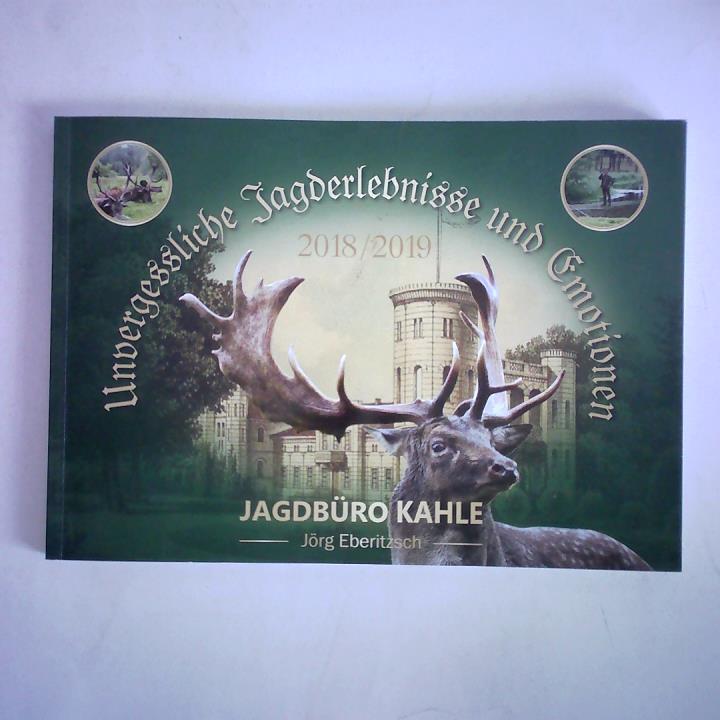 Unvergessliche Jagderlebnisse und Emotionen
2018/2019
JAGDBÜRO KAHLE
Jörg Eberitzsch